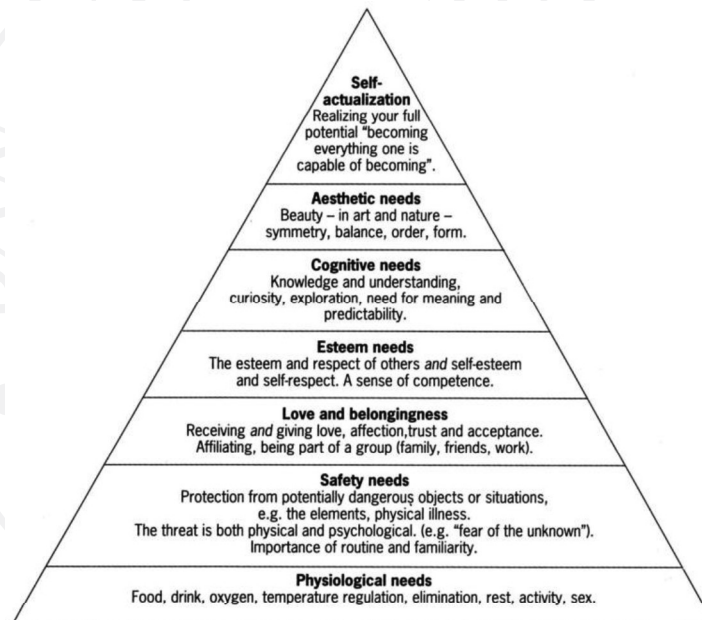 Self-
actualization
Realizing your full
potential “becoming
everything one is
capable of becoming”.
Aesthetic needs
Beauty – in art and nature –
symmetry, balance, order, form.
Cognitive needs
Knowledge and understanding,
curiosity, exploration, need for meaning and
predictability.
Esteem needs
The esteem and respect of others and self-esteem
and self-respect. A sense of competence.
Love and belongingness
Receiving and giving love, affection,trust and acceptance.
Affiliating, being part of a group (family, friends, work).
Safety needs
Protection from potentially dangerous objects or situations,
e.g. the elements, physical illness.
The threat is both physical and psychological. (e.g. “fear of the unknown”).
Importance of routine and familiarity.
Physiological needs
Food, drink, oxygen, temperature regulation, elimination, rest, activity, sex.